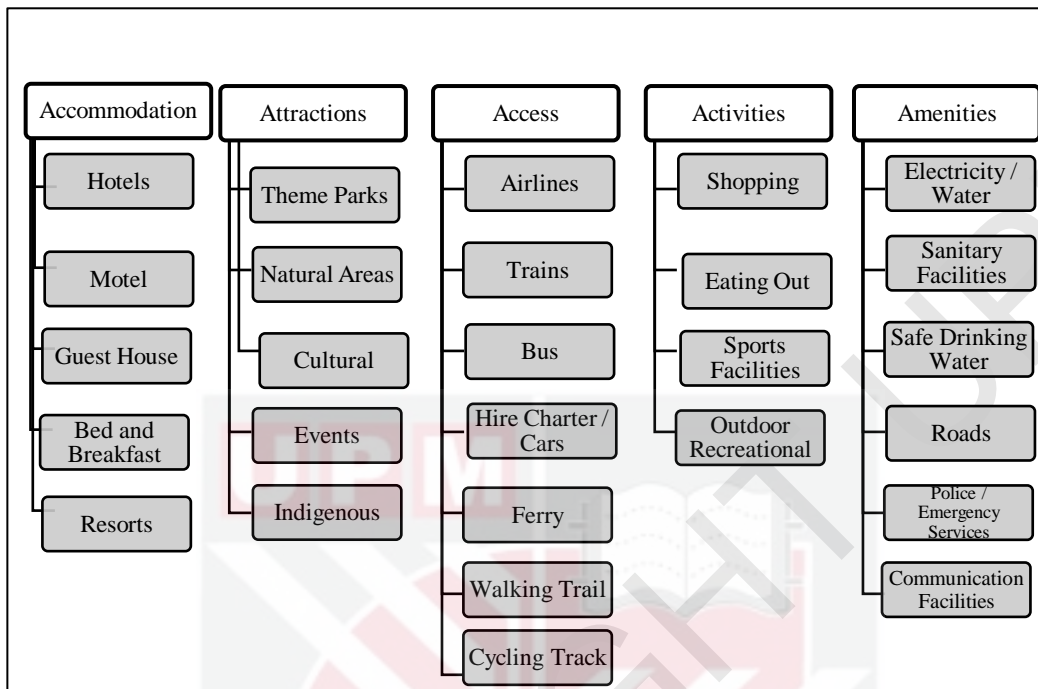 Accommodation
Hotels
Motel
Guest House
Bed and
Breakfast
Resorts
Attractions
Theme Parks
Natural Areas
Cultural
Events
Indigenous
Access
Airlines
Trains
Bus
Hire Charter /
Cars
Ferry
Walking Trail
Cycling Track
Activities
Shopping
Eating Out
Sports
Facilities
Outdoor
Recreational
Amenities
Electricity /
Water
Sanitary
Facilities
Safe Drinking
Water
Roads
Police /
Emergency
Services
Communication
Facilities
UPM